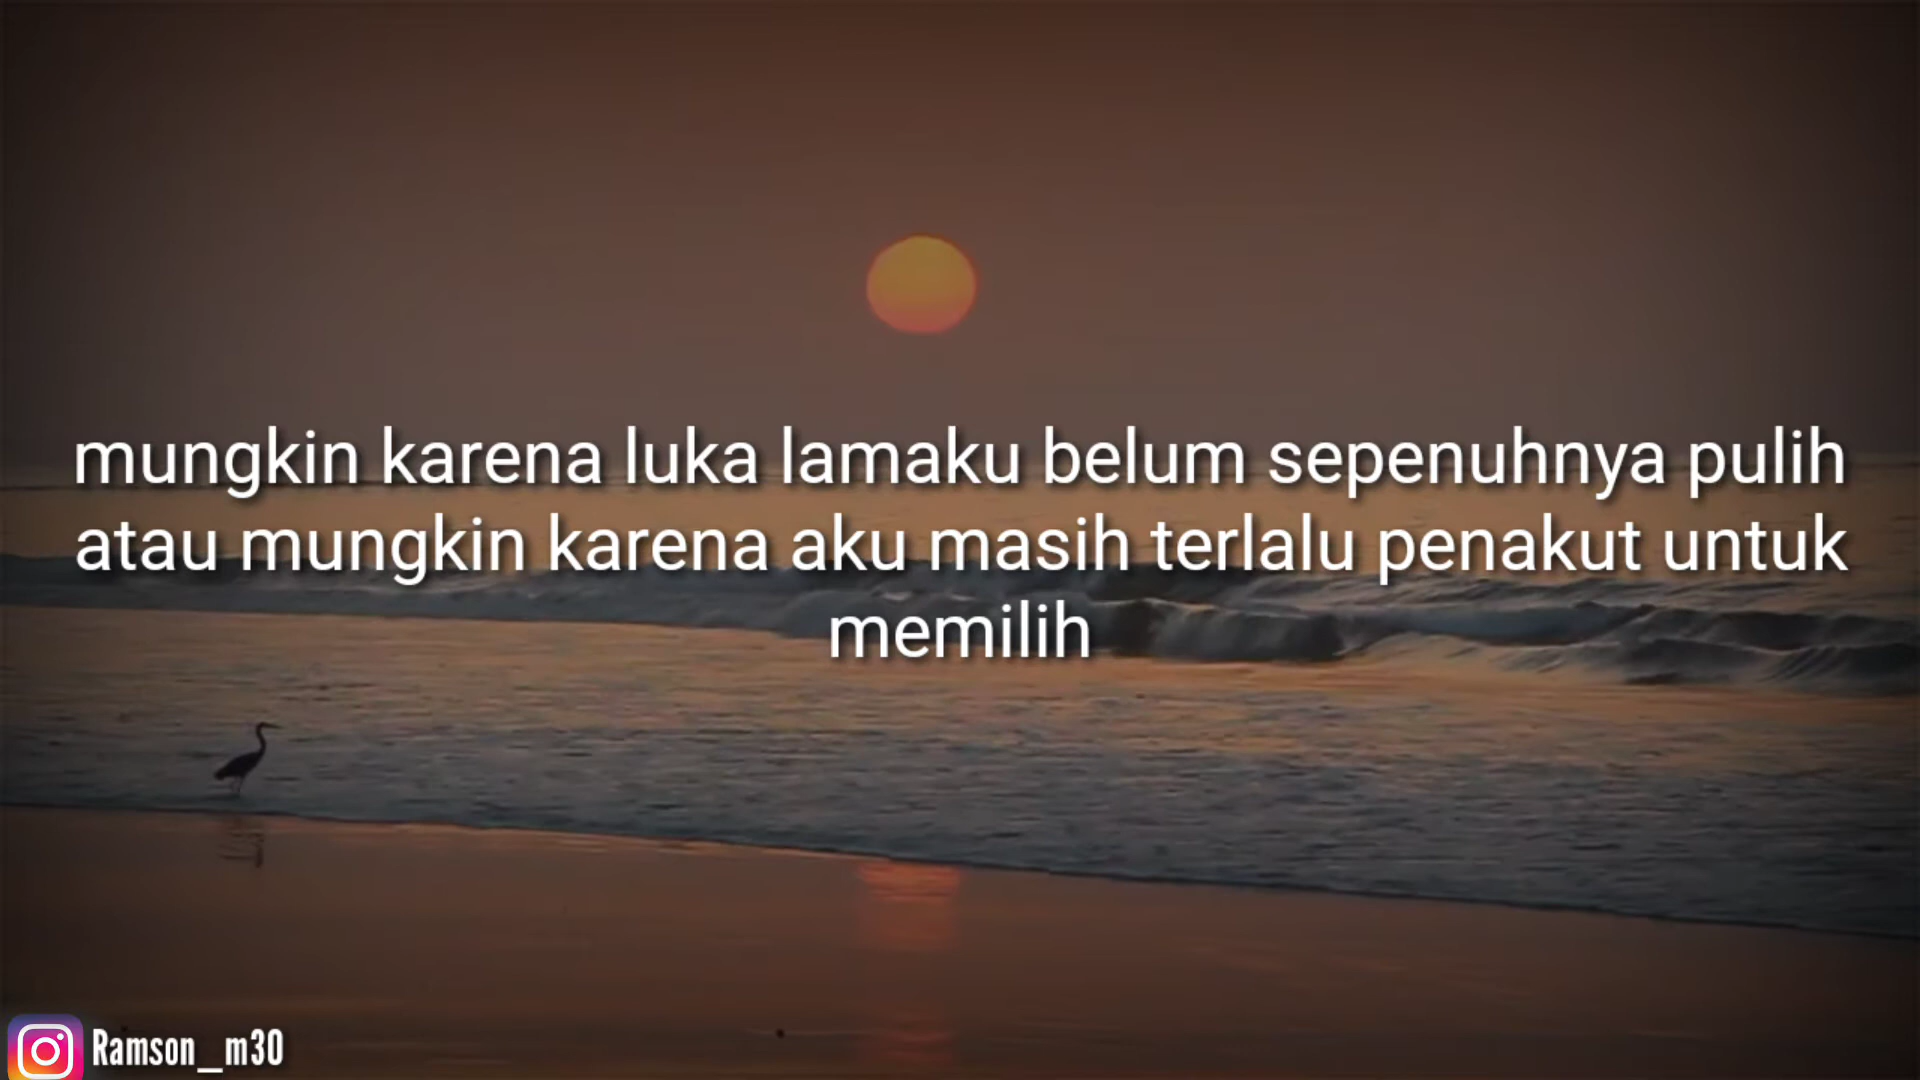 mungkin karena luka lamaku belum sepenuhnya pulih
atau mungkin karena aku masih terlalu penakut untuk
memilih
Ramson_m30